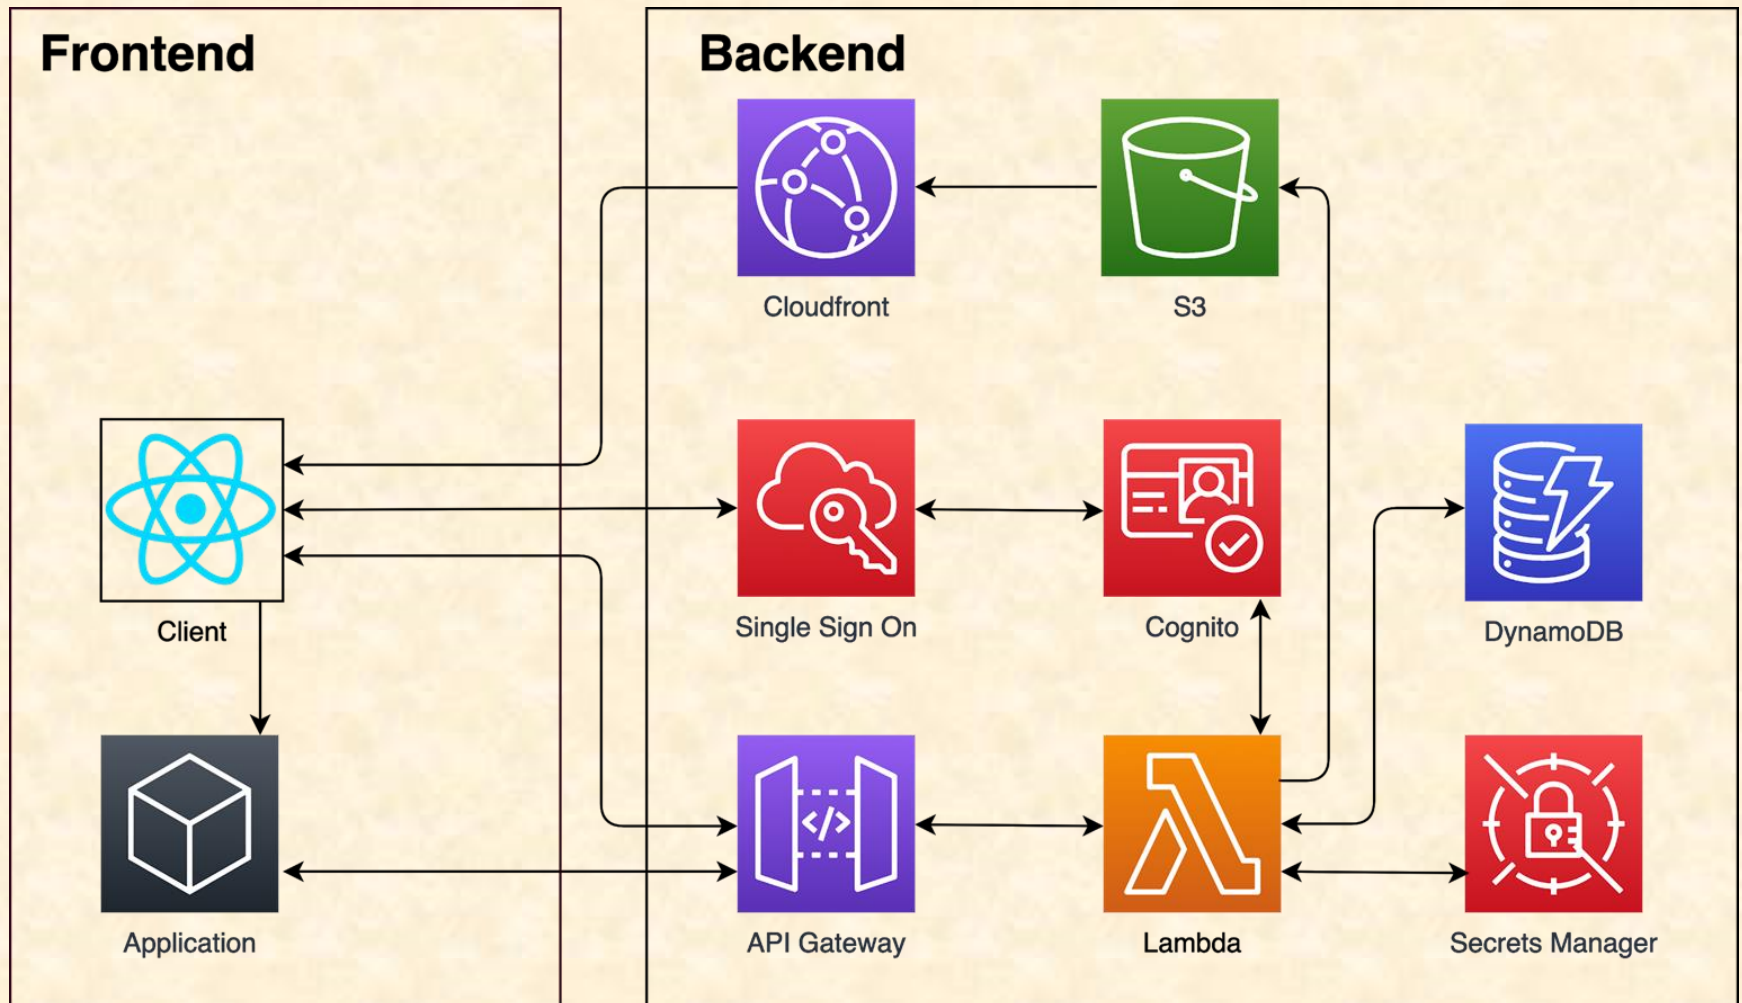 Frontend
Backend
Cloudfront
S3
Client
Single Sign On
Cognito
DynamoDB
</>
Application
API Gateway
Lambda
Secrets Manager